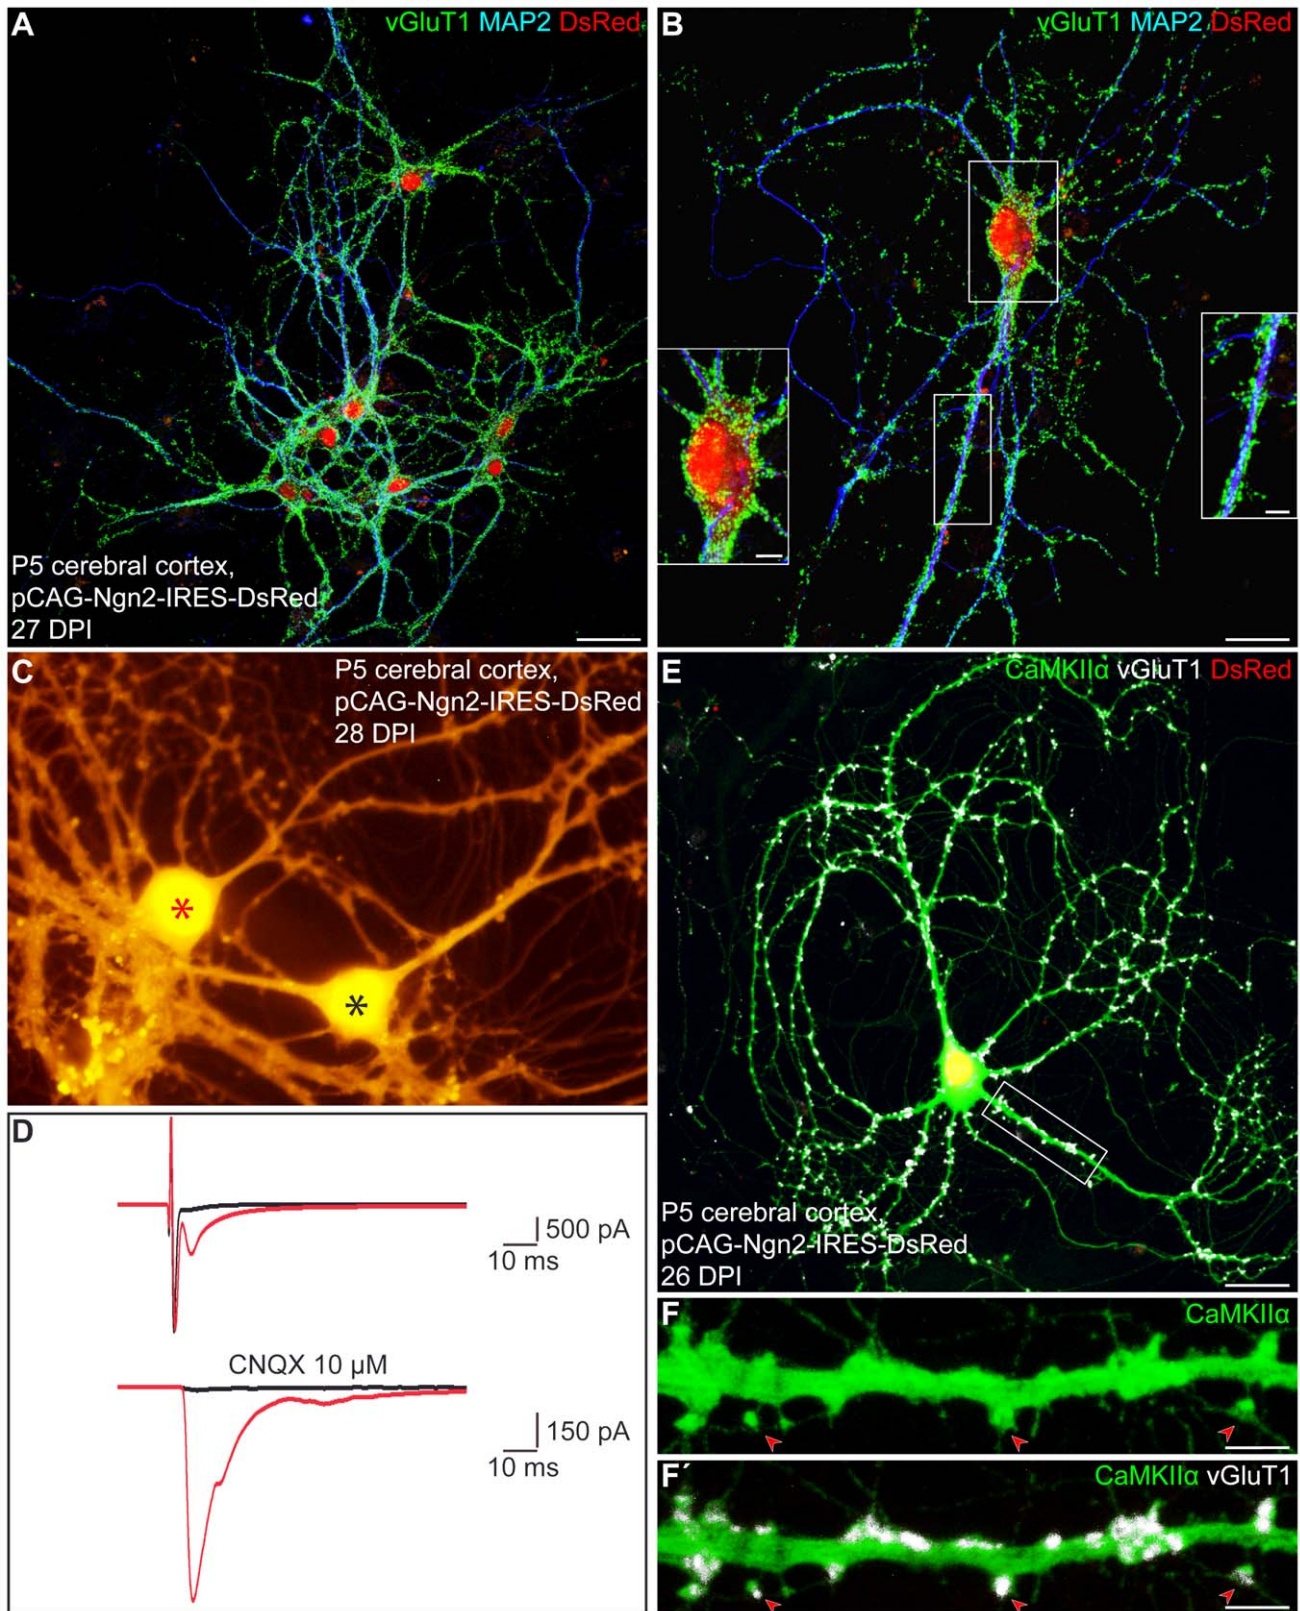 A
vGluT1 MAP2 DsRed
P5 cerebral cortex,
pCAG-Ngn2-IRES-DsRed
27 DPI
B
vGluT1 MAP2 DsRed
C
P5 cerebral cortex,
pCAG-Ngn2-IRES-DsRed
28 DPI
*
*
D
500 pA
10 ms
CNQX 10 µM
150 pA
10 ms
E
CaMKIIα vGluT1 DsRed
P5 cerebral cortex,
pCAG-Ngn2-IRES-DsRed
26 DPI
F
CaMKIIα
F´
CaMKIIα vGluT1